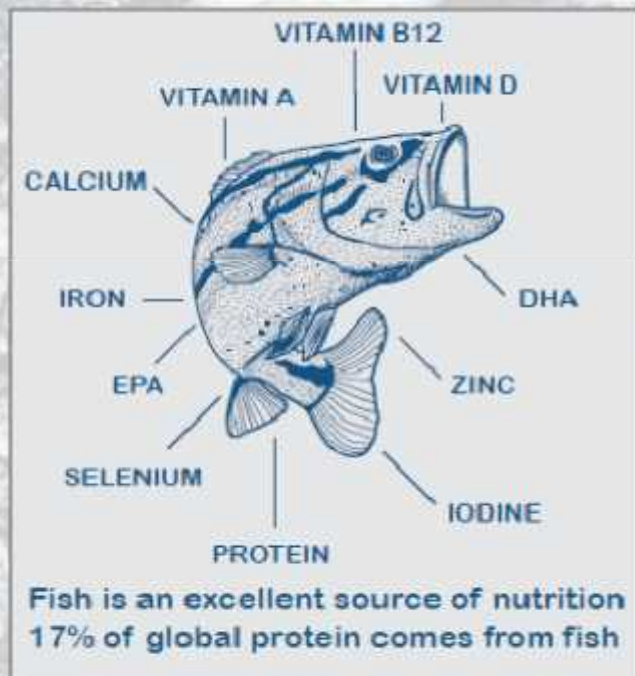 VITAMIN B12
VITAMIN A
VITAMIN D
CALCIUM
IRON
DHA
EPA
ZINC
SELENIUM
IODINE
PROTEIN
Fish is an excellent source of nutrition
17% of global protein comes from fish